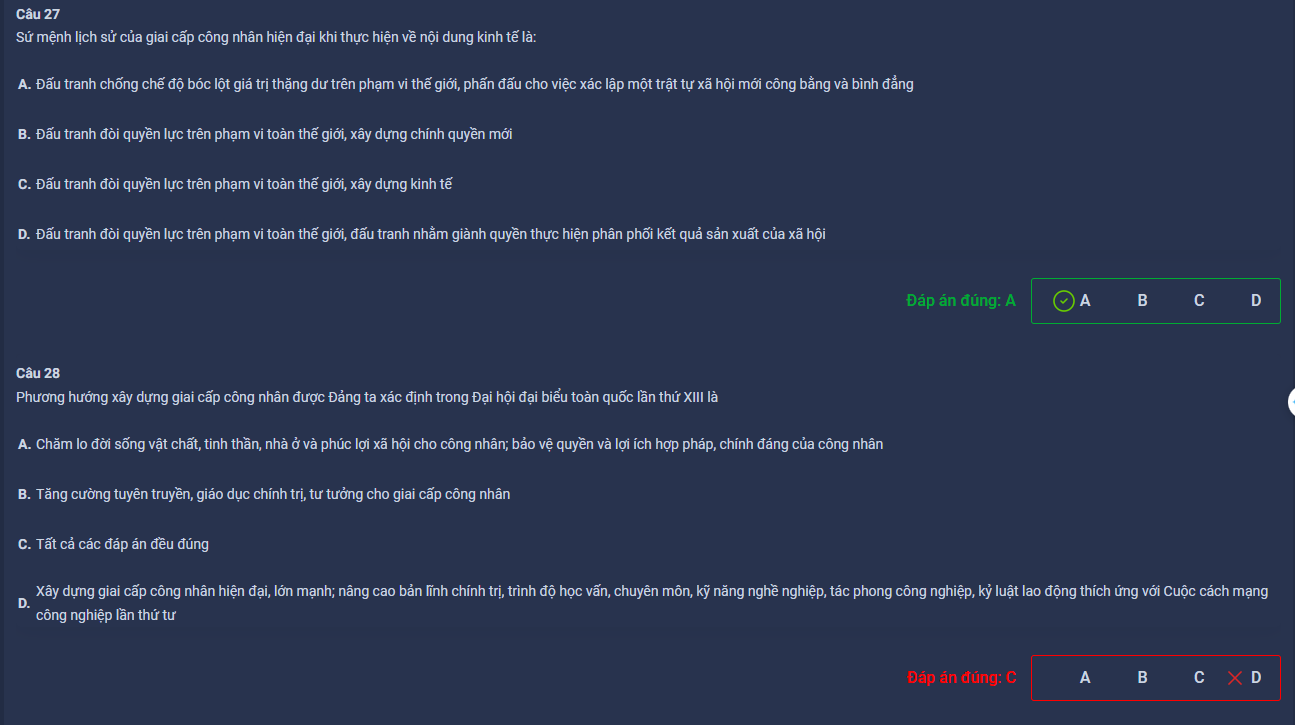 Câu 27
Sứ mệnh lịch sử của giai cấp công nhân hiện đại khi thực hiện về nội dung kinh tế là:
A. Đấu tranh chống chế độ bóc lột giá trị thặng dư trên phạm vi thế giới, phấn đấu cho việc xác lập một trật tự xã hội mới công bằng và bình đẳng
B. Đấu tranh đòi quyền lực trên phạm vi toàn thế giới, xây dựng chính quyền mới
C. Đấu tranh đòi quyền lực trên phạm vi toàn thế giới, xây dựng kinh tế
D. Đấu tranh đòi quyền lực trên phạm vi toàn thế giới, đấu tranh nhằm giành quyền thực hiện phân phối kết quả sản xuất của xã hội
Đáp án đúng: A A B C D
Câu 28
Phương hướng xây dựng giai cấp công nhân được Đảng ta xác định trong Đại hội đại biểu toàn quốc lần thứ XIII là
A. Chăm lo đời sống vật chất, tinh thần, nhà ở và phúc lợi xã hội cho công nhân; bảo vệ quyền và lợi ích hợp pháp, chính đáng của công nhân
B. Tăng cường tuyên truyền, giáo dục chính trị, tư tưởng cho giai cấp công nhân
C. Tất cả các đáp án đều đúng
D. Xây dựng giai cấp công nhân hiện đại, lớn mạnh; nâng cao bản lĩnh chính trị, trình độ học vấn, chuyên môn, kỹ năng nghề nghiệp, tác phong công nghiệp, kỷ luật lao động thích ứng với Cuộc cách mạng
công nghiệp lần thứ tư
Đáp án đúng: C A B C D